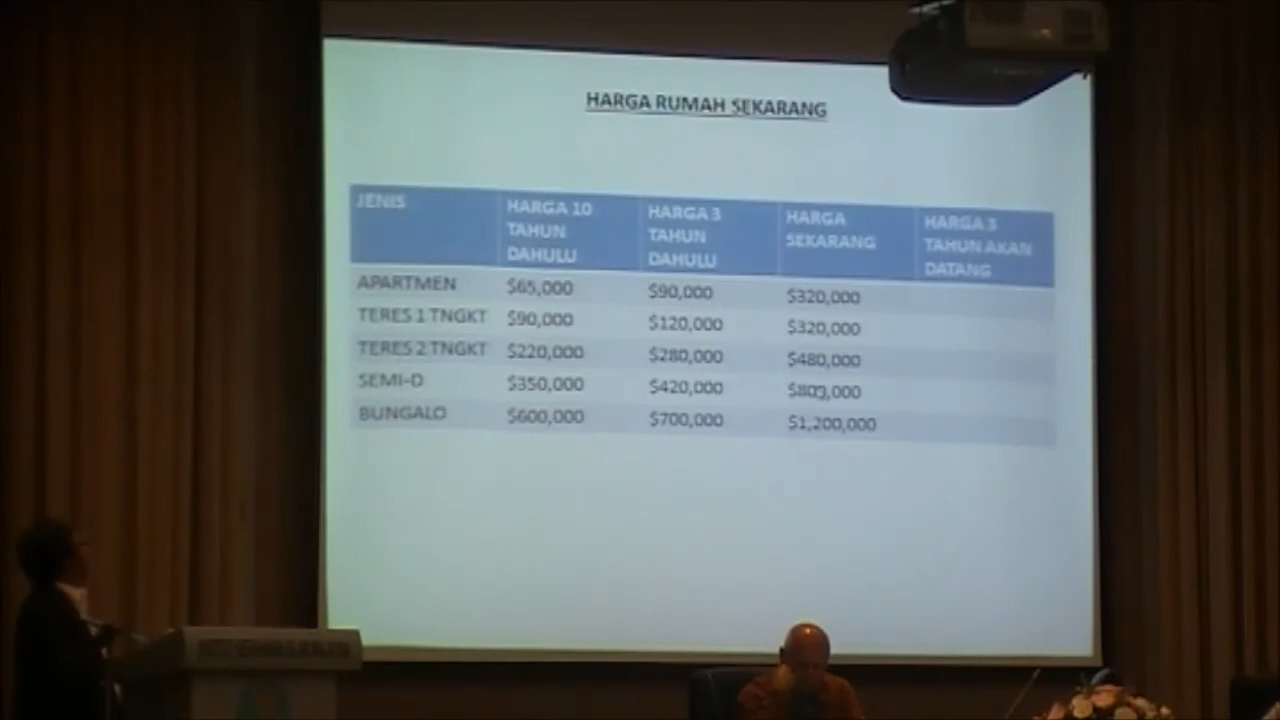 HARGA RUMAH SEKARANG
JENIS HARGA 10 TAHUN DAHULU HARGA 3 TAHUN DAHULU HARGA SEKARANG HARGA 3 TAHUN AKAN DATANG
APARTMEN $65,000 $90,000 $320,000
TERES 1 TNGKT $90,000 $120,000 $320,000
TERES 2 TNGKT $220,000 $280,000 $480,000
SEMI-D $350,000 $420,000
BUNGALO $600,000 $700,000 $1,200,000